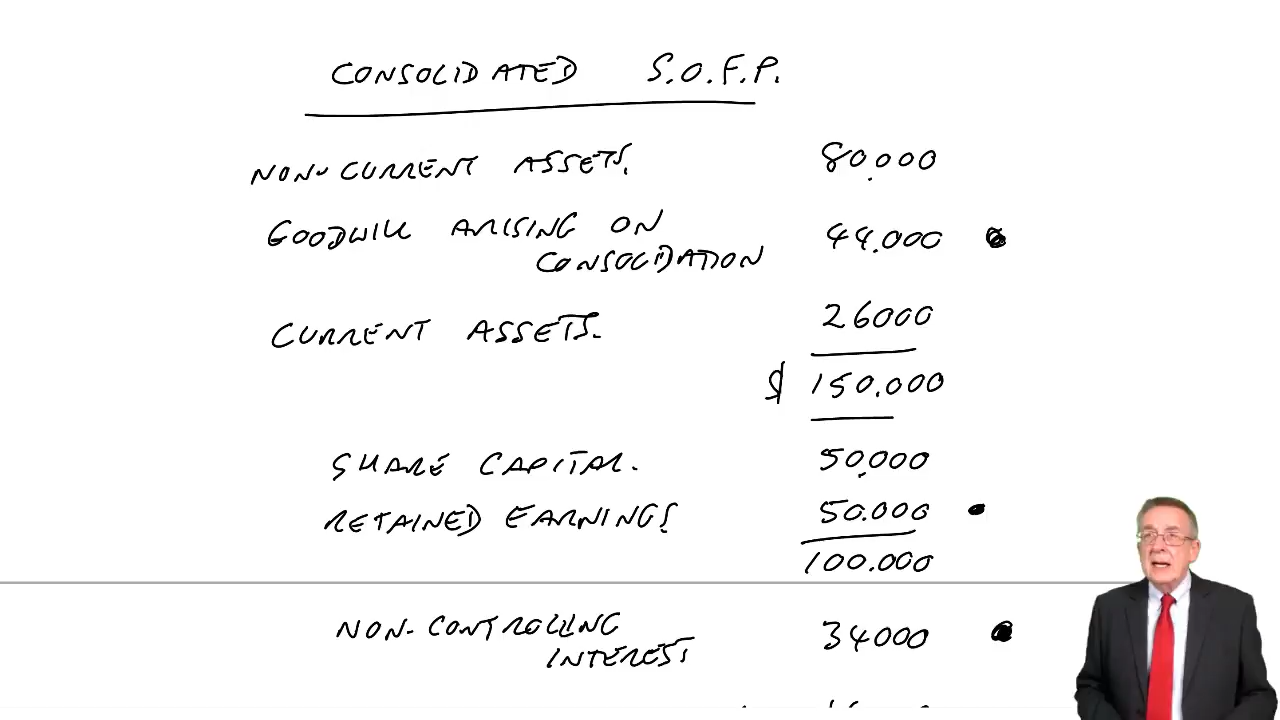 CONSOLIDATED S.O.F.P.
NON-CURRENT ASSETS. 80.000
GOODWILL ARISING ON
CONSOLIDATION 44.000
CURRENT ASSETS. 26000
$ 150.000
SHARE CAPITAL. 50.000
RETAINED EARNINGS 50.000
100.000
NON-CONTROLLING
INTEREST 34000